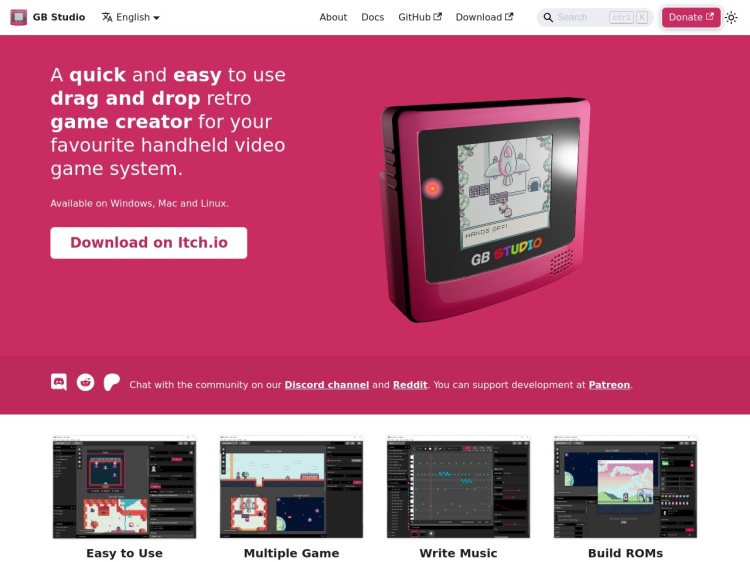 GB Studio
English
About
Docs
GitHub
Download
Search
ctrl K
Donate
A quick and easy to use
drag and drop retro
game creator for your
favourite handheld video
game system.
Available on Windows, Mac and Linux.
Download on Itch.io
HANDS OFF!
GB STUDIO
Chat with the community on our Discord channel and Reddit. You can support development at Patreon.
Easy to Use
Multiple Game
Write Music
Build ROMs